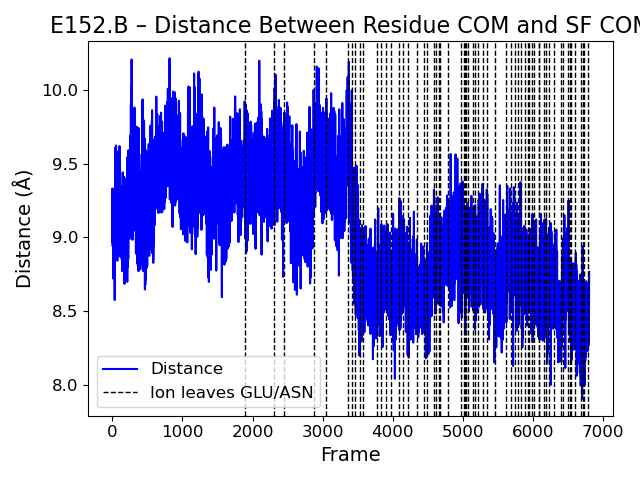 E152.B – Distance Between Residue COM and SF COM
Distance (Å)
10.0
9.5
9.0
8.5
8.0
Distance
Ion leaves GLU/ASN
0 1000 2000 3000 4000 5000 6000 7000
Frame